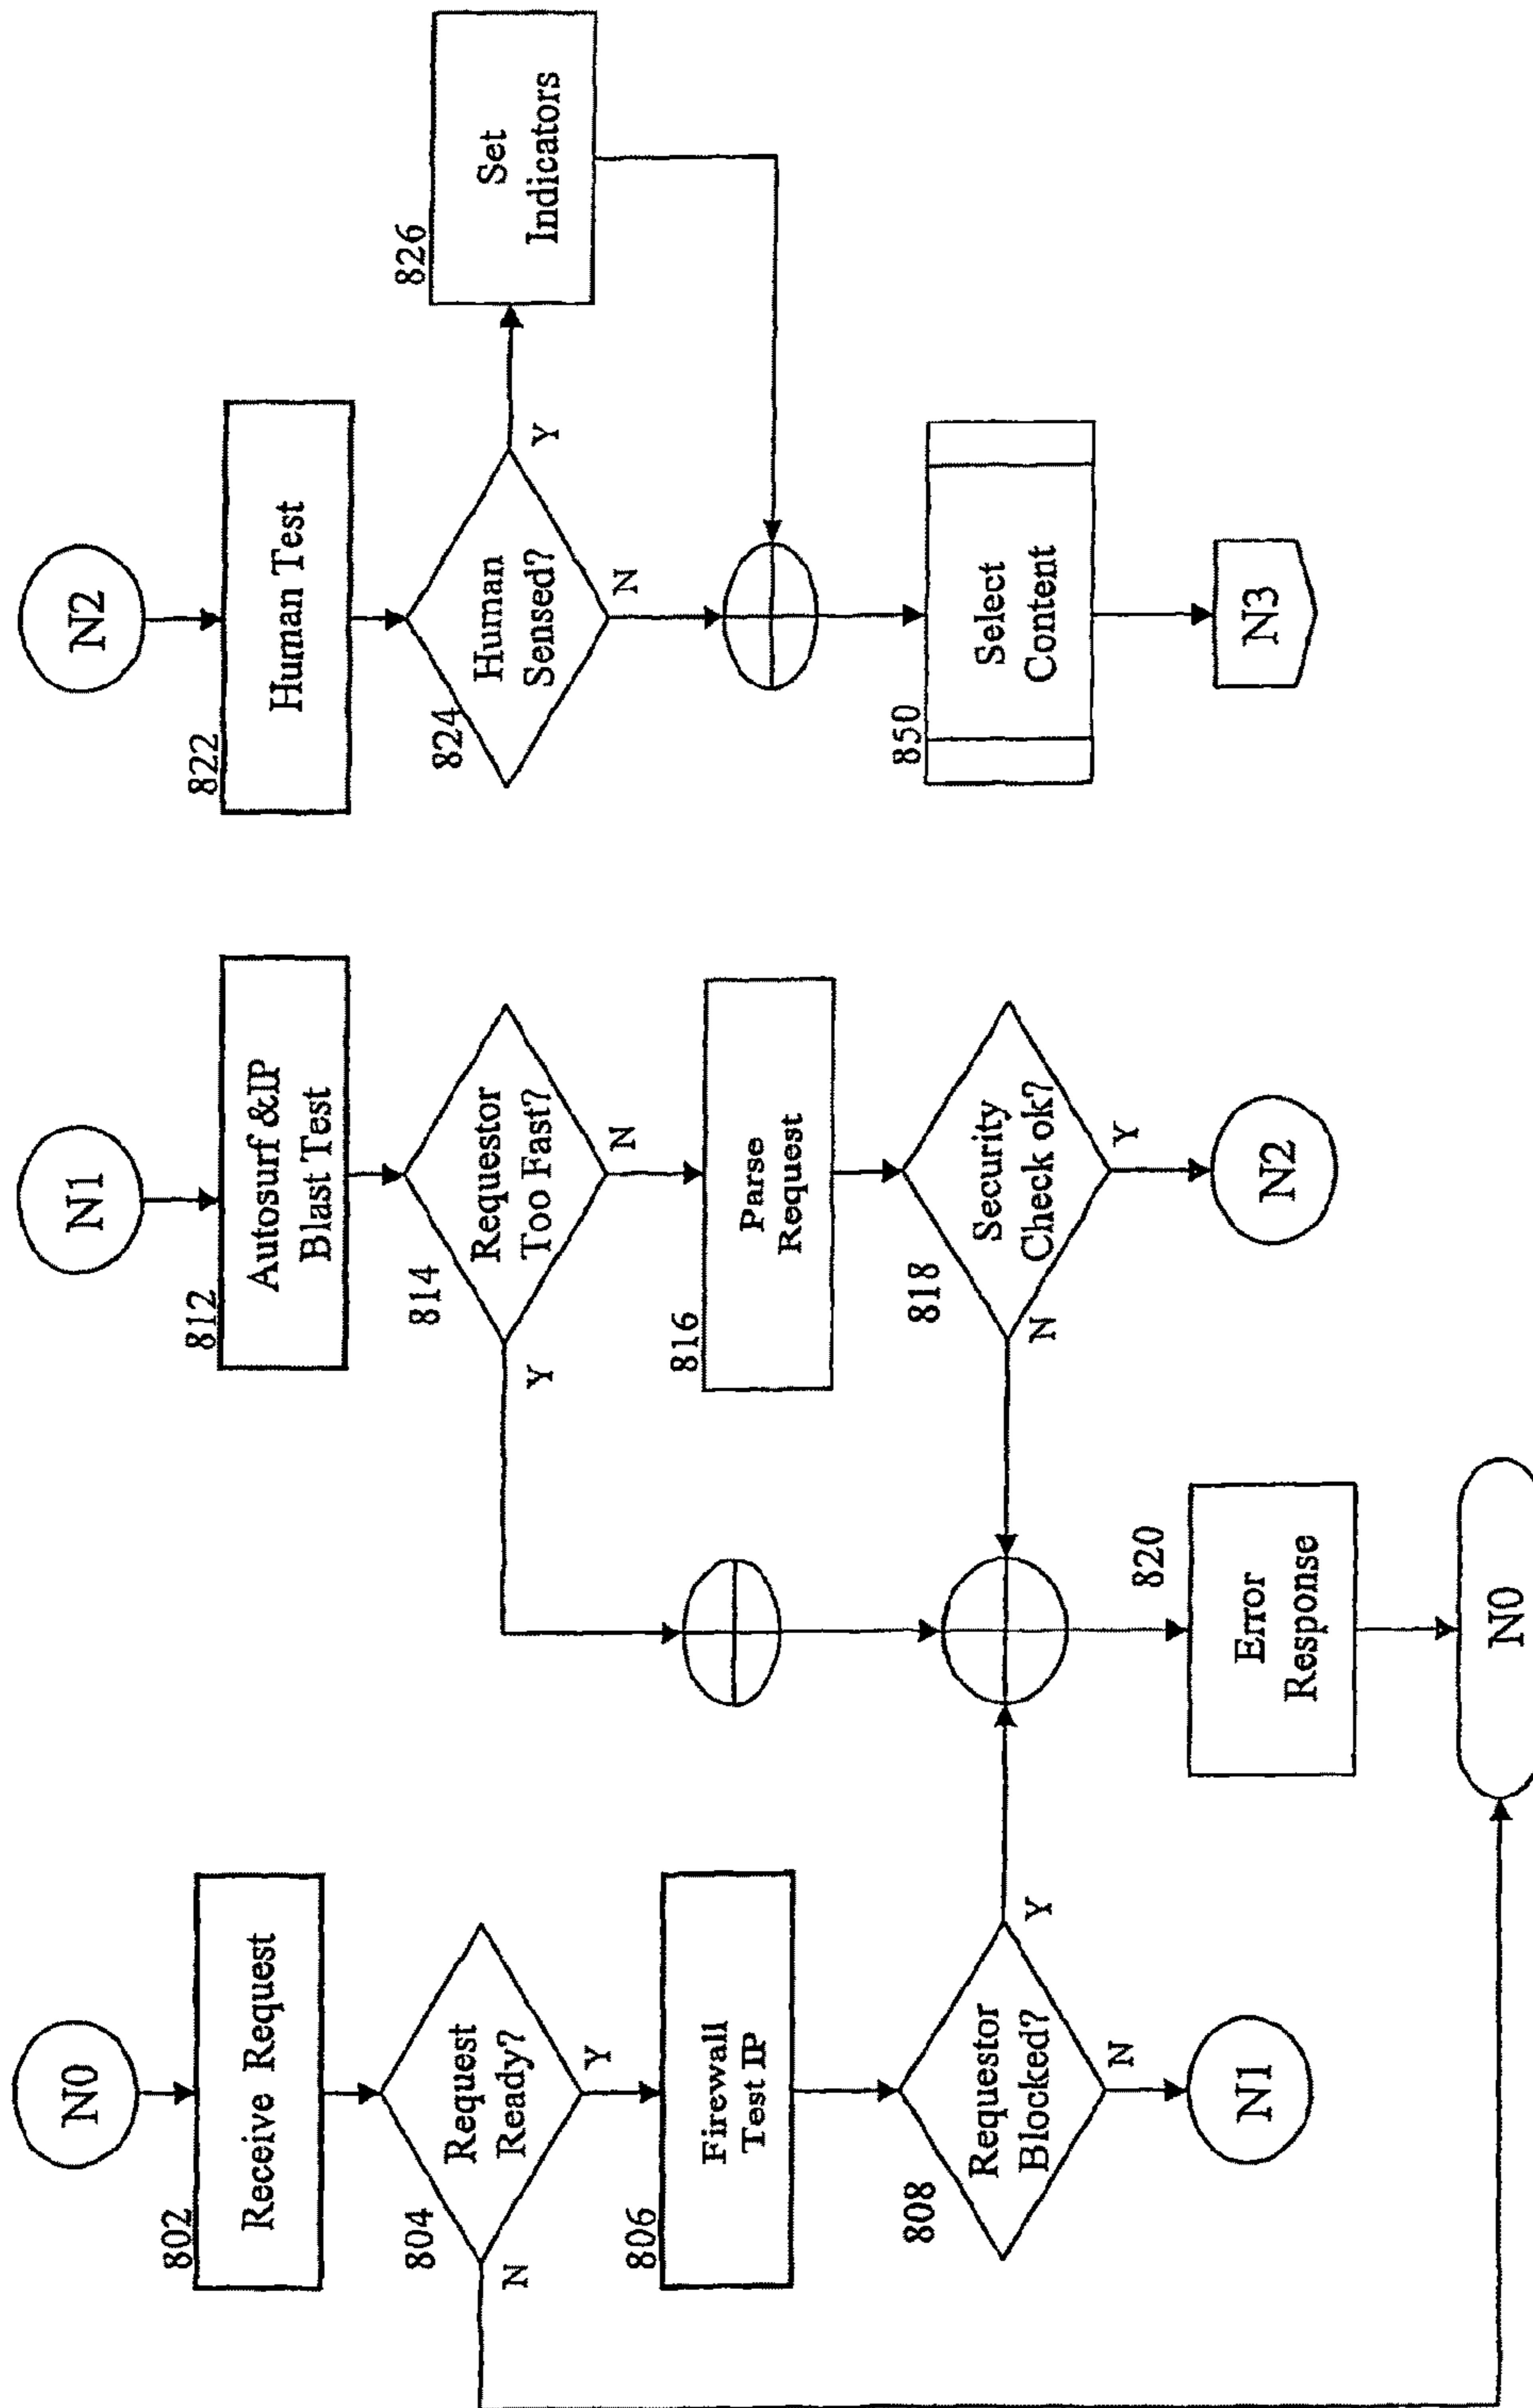 N0
802
Receive Request
804
Request
Ready?
N
Y
806
Firewall
Test IP
808
Requestor
Blocked?
Y
N
N1
N1
812
Autosurf &IP
Blast Test
814
Requestor
Too Fast?
Y
N
816
Parse
Request
818
Security
Check ok?
N
Y
N2
820
Error
Response
N0
N2
822
Human Test
824
Human
Sensed?
Y
N
826
Set
Indicators
850
Select
Content
N3